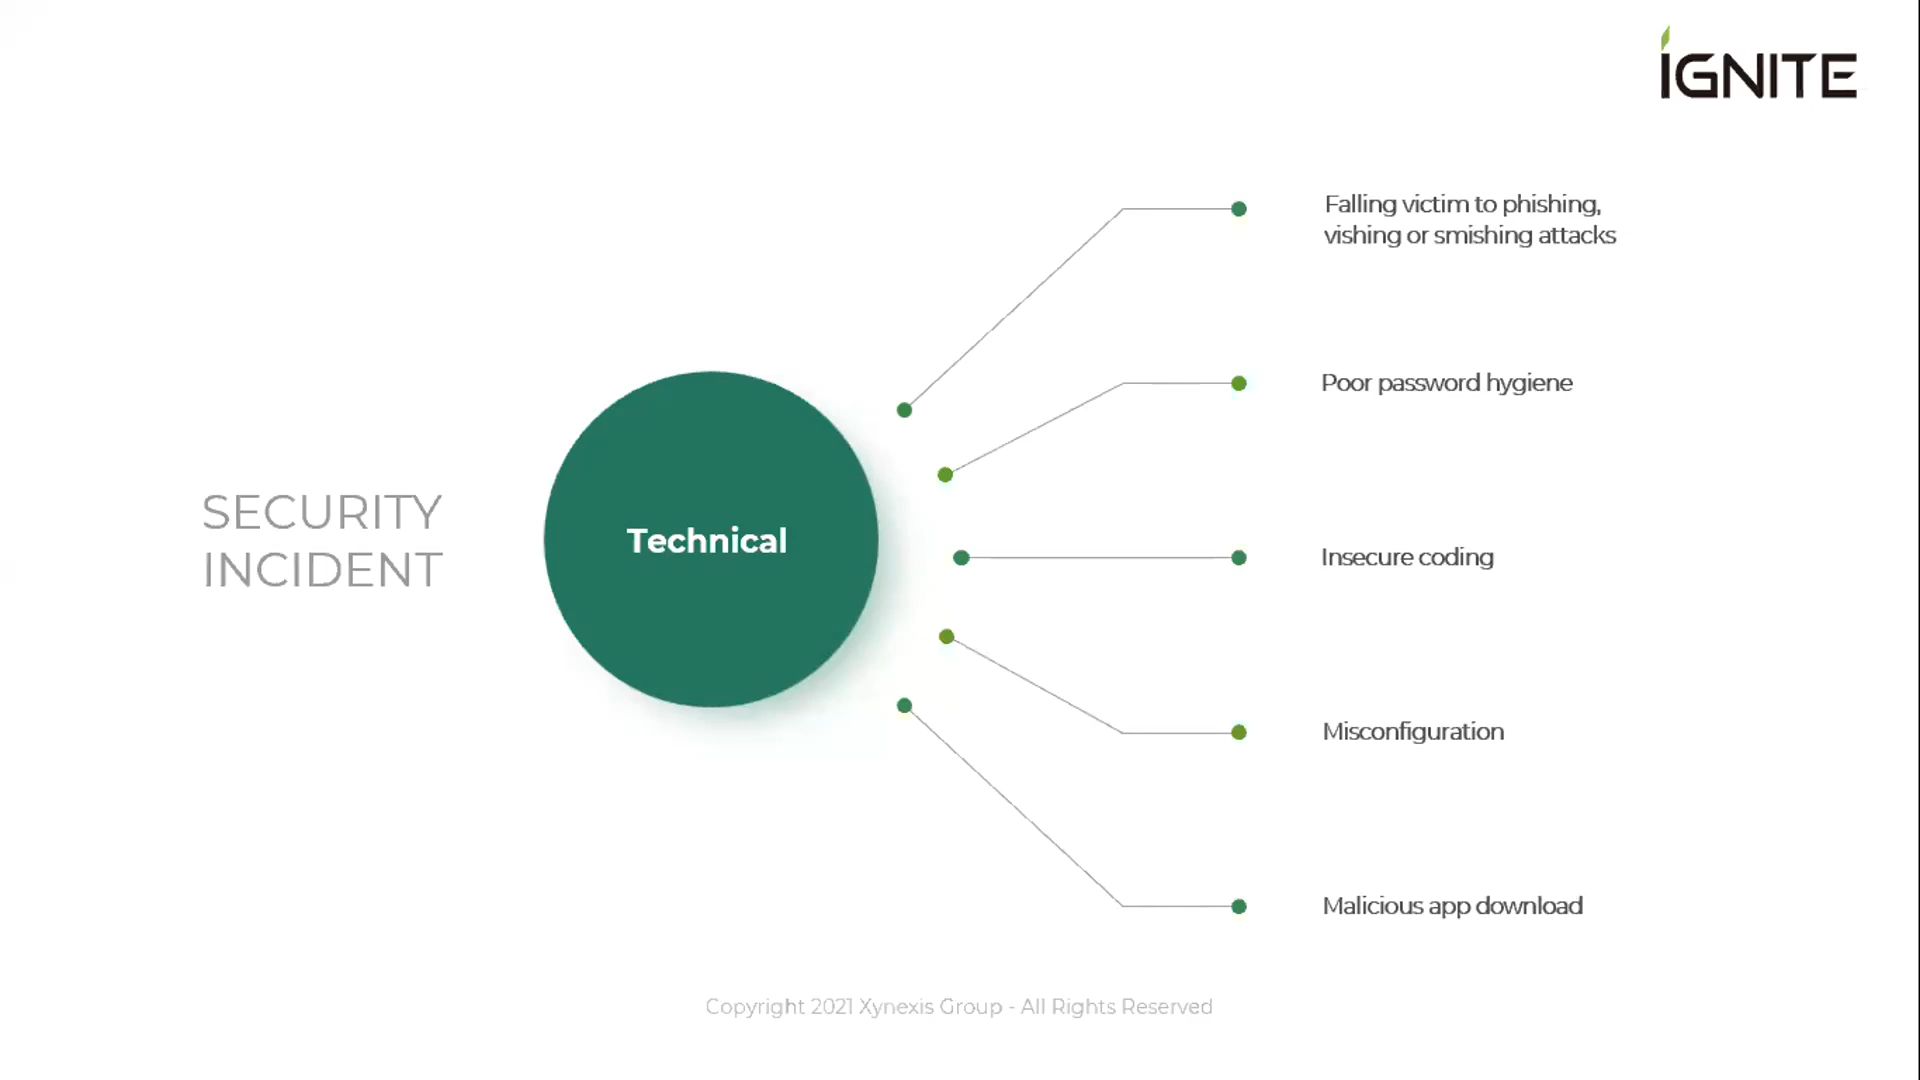 IGNITE
SECURITY
INCIDENT
Technical
Falling victim to phishing,
vishing or smishing attacks
Poor password hygiene
Insecure coding
Misconfiguration
Malicious app download
Copyright 2021 Xynexis Group - All Rights Reserved